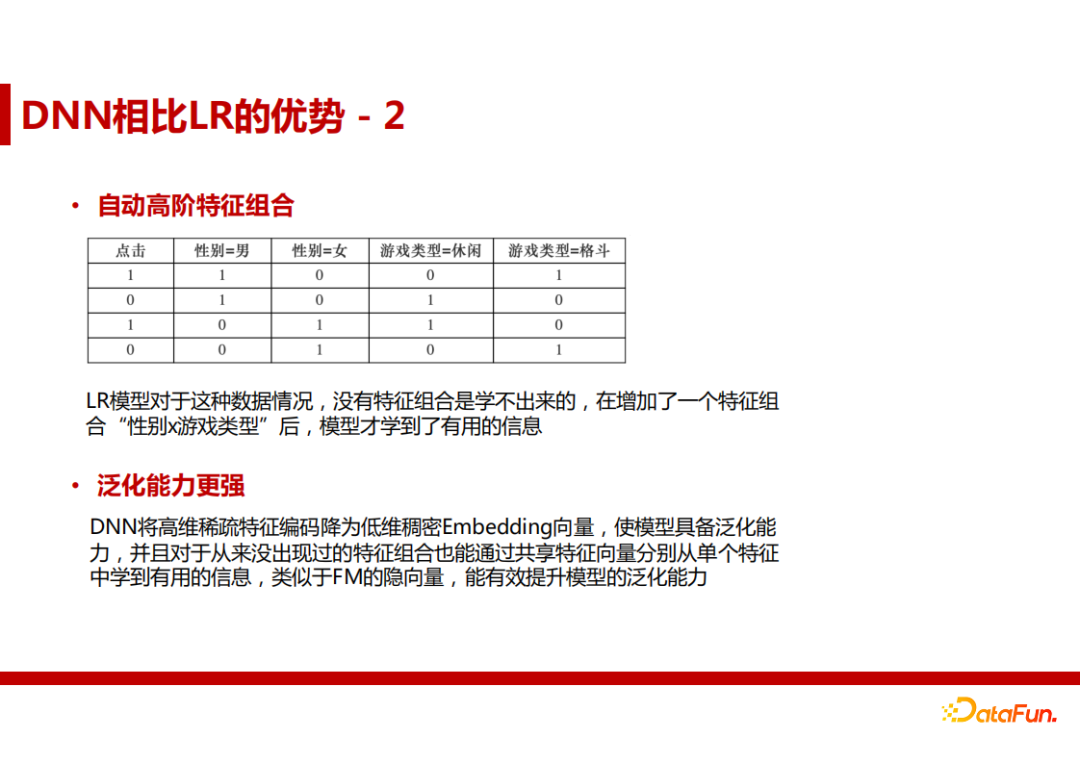 DNN相比LR的优势 - 2
• 自动高阶特征组合
点击 性别=男 性别=女 游戏类型=休闲 游戏类型=格斗
1 1 0 0 1
0 1 0 1 0
1 0 1 1 0
0 0 1 0 1
LR模型对于这种数据情况，没有特征组合是学不出来的，在增加了一个特征组
合“性别x游戏类型”后，模型才学到了有用的信息
• 泛化能力更强
DNN将高维稀疏特征编码降为低维稠密Embedding向量，使模型具备泛化能
力，并且对于从来没出现过的特征组合也能通过共享特征向量分别从单个特征
中学到有用的信息，类似于FM的隐向量，能有效提升模型的泛化能力
DataFun.